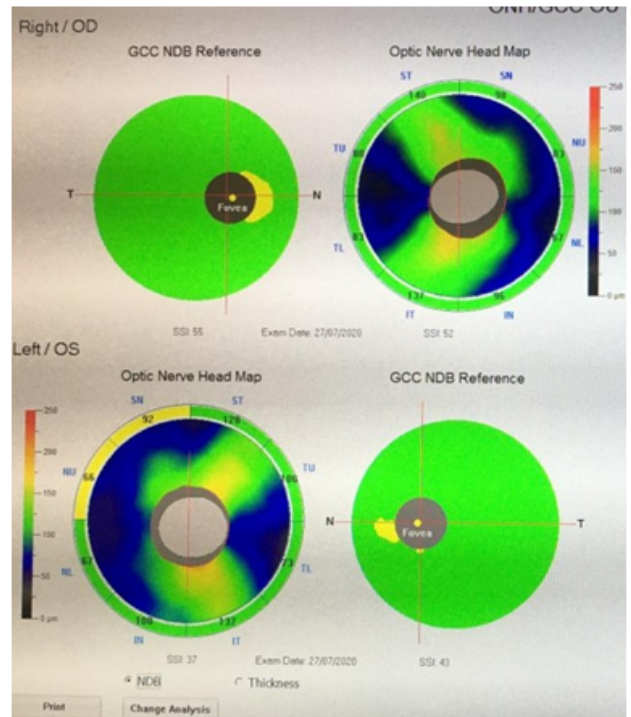 ONH/GCC OU
Right / OD
GCC NDB Reference
Optic Nerve Head Map
ST
SN
140
98
TU
NU
80
83
T
N
Fovea
TL
NL
83
67
137
96
IT
IN
250
200
150
100
50
0 µm
SSI: 55
Exam Date: 27/07/2020
SSI: 52
Left / OS
Optic Nerve Head Map
GCC NDB Reference
SN
ST
92
128
NU
TU
66
106
N
T
Fovea
NL
TL
67
73
100
137
IN
IT
250
200
150
100
50
0 µm
SSI: 37
Exam Date: 27/07/2020
SSI: 43
NDB
Thickness
Print
Change Analysis